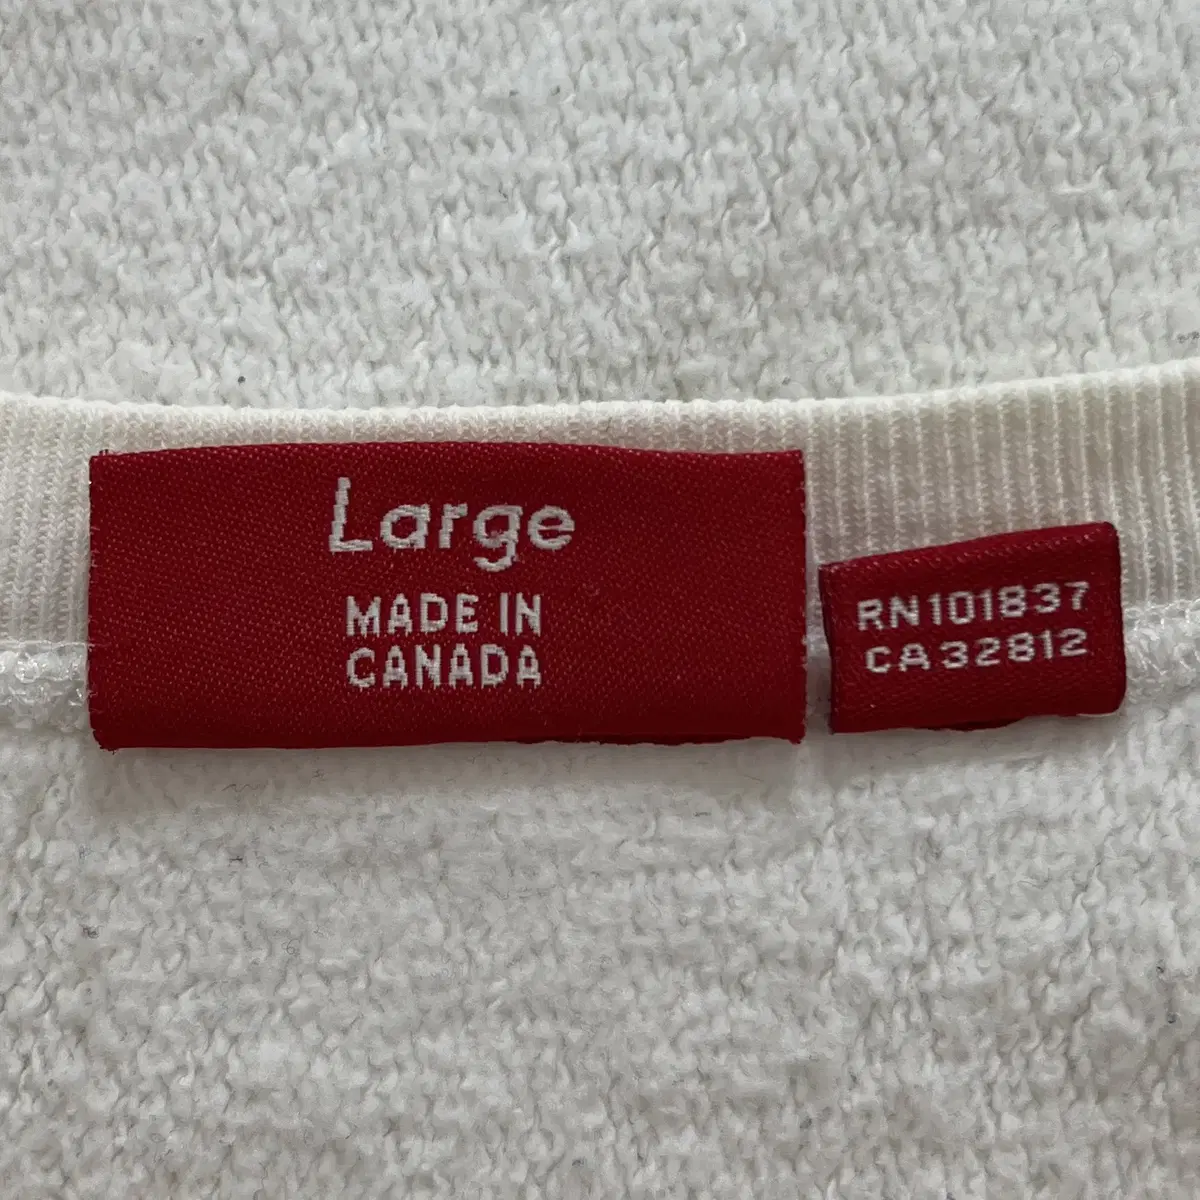 Large
MADE IN
CANADA
RN101837
CA32812